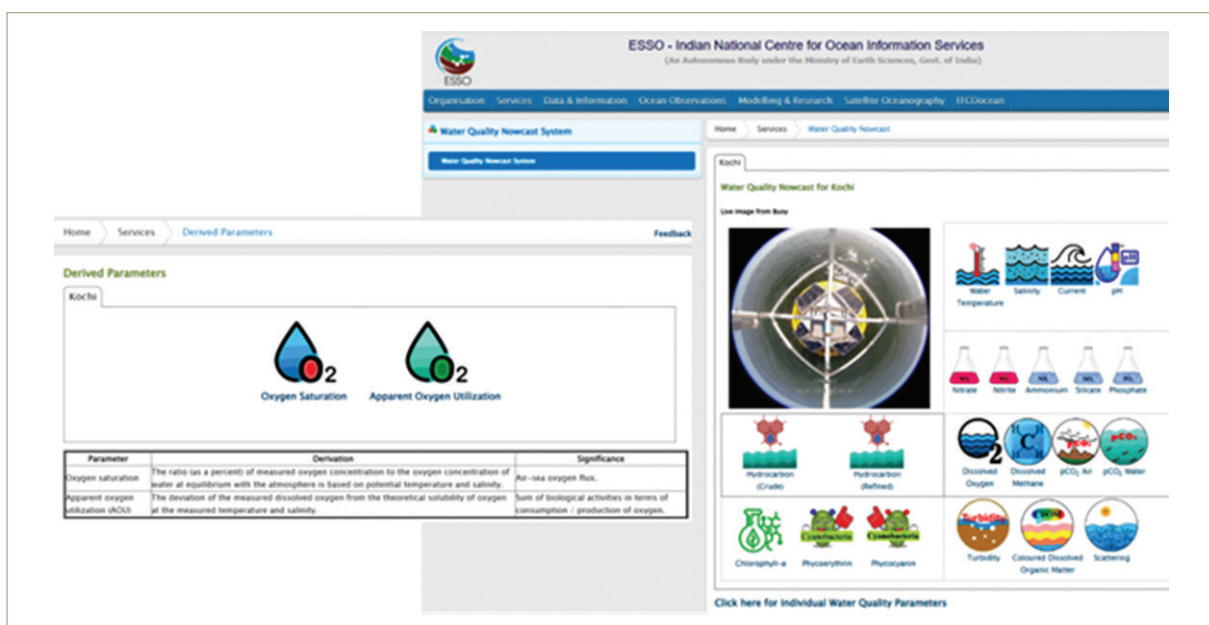 ESSO - Indian National Centre for Ocean Information Services
(An Autonomous Body under the Ministry of Earth Sciences, Govt. of India)
ESSO
Organisation Services Data & Information Ocean Observations Modelling & Research Satellite Oceanography ITCOocean
Water Quality Nowcast System
Water Quality Nowcast System
Home Services Water Quality Nowcast
Kochi
Water Quality Nowcast for Kochi
Live Image from Buoy
Water
Temperature
Salinity
Current
pH
Nitrate
Nitrite
Ammonium
Silicate
Phosphate
Hydrocarbon
(Crude)
Hydrocarbon
(Refined)
2
Dissolved
Oxygen
H H
C
H H
Dissolved
Methane
pCO₂
pCO₂ Air
pCO₂
pCO₂ Water
Chlorophyll-a
Cyanobacteria
Phycoerythrin
Cyanobacteria
Phycocyanin
Turbidity
Turbidity
CDOM
Coloured Dissolved
Organic Matter
Scattering
Click here for Individual Water Quality Parameters
Home Services Derived Parameters
Feedback
Derived Parameters
Kochi
O2
Oxygen Saturation
O2
Apparent Oxygen Utilization
Parameter Derivation Significance
Oxygen saturation
The ratio (as a percent) of measured oxygen concentration to the oxygen concentration of
water at equilibrium with the atmosphere is based on potential temperature and salinity.
Air-sea oxygen flux.
Apparent oxygen
utilization (AOU)
The deviation of the measured dissolved oxygen from the theoretical solubility of oxygen
at the measured temperature and salinity.
Sum of biological activities in terms of
consumption / production of oxygen.